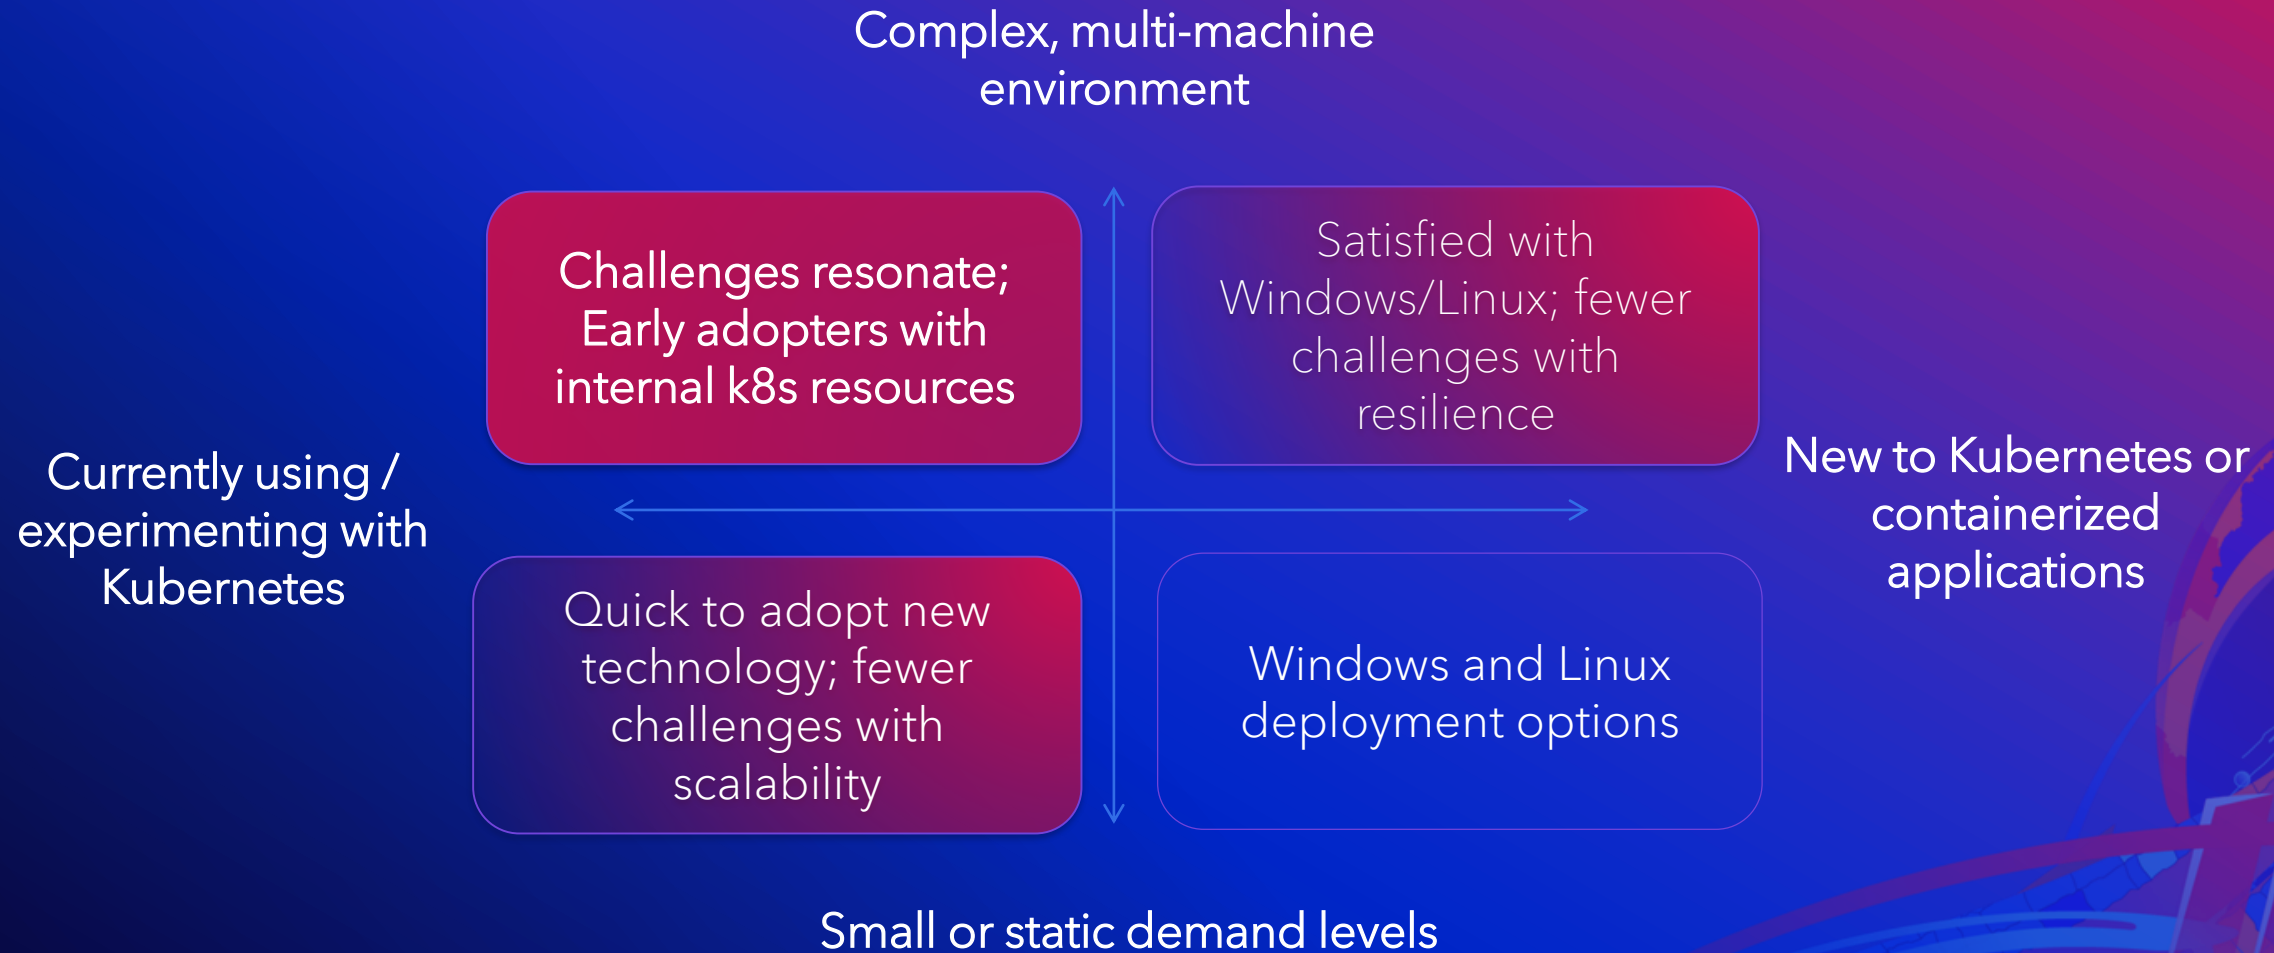 Complex, multi-machine
environment
Challenges resonate;
Early adopters with
internal k8s resources
Satisfied with
Windows/Linux; fewer
challenges with
resilience
Currently using /
experimenting with
Kubernetes
New to Kubernetes or
containerized
applications
Quick to adopt new
technology; fewer
challenges with
scalability
Windows and Linux
deployment options
Small or static demand levels